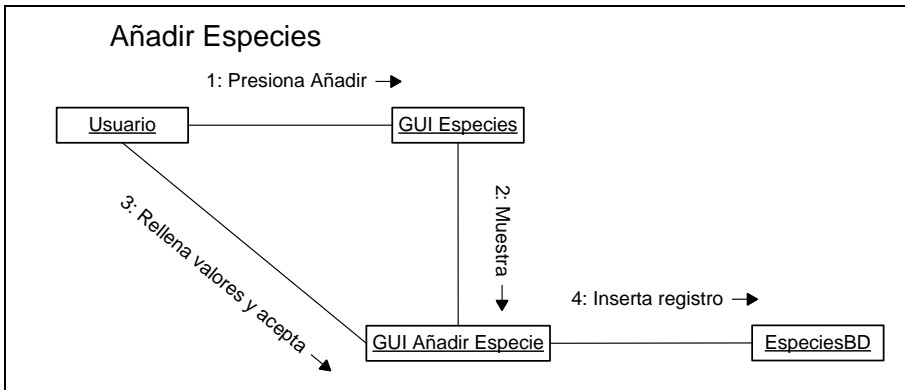 Añadir Especies
1: Presiona Añadir
Usuario
GUI Especies
2: Muestra
3: Rellena valores y acepta
4: Inserta registro
GUI Añadir Especie
EspeciesBD